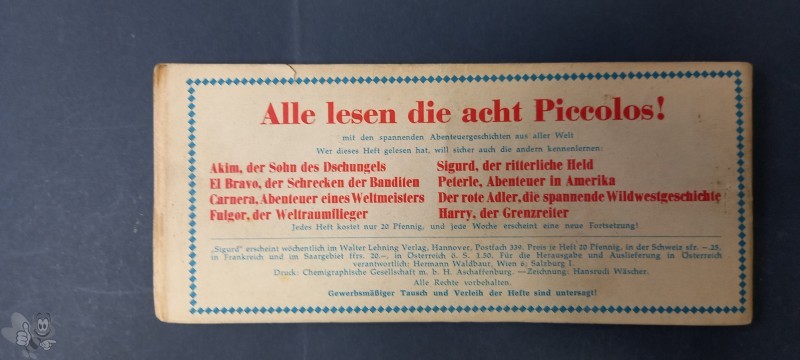 Alle lesen die acht Piccolos!
mit den spannenden Abenteuergeschichten aus aller Welt
Wer dieses Heft gelesen hat, will sicher auch die andern kennenlernen:
Akim, der Sohn des Dschungels
El Bravo, der Schrecken der Banditen
Carnera, Abenteuer eines Weltmeisters
Fulgor, der Weltraumflieger
Sigurd, der ritterliche Held
Peterle, Abenteuer in Amerika
Der rote Adler, die spannende Wildwestgeschichte
Harry, der Grenzreiter
Jedes Heft kostet nur 20 Pfennig, und jede Woche erscheint eine neue Fortsetzung!
„Sigurd" erscheint wöchentlich im Walter Lehning Verlag, Hannover, Postfach 339. Preis je Heft 20 Pfennig, in der Schweiz sfr. –.25,
in Frankreich und im Saargebiet ffts. 20.–, in Österreich ö. S. 1.50. Für die Herausgabe und Auslieferung in Österreich
verantwortlich: Hermann Waldbaur, Wien 6; Salzburg I.
Druck: Chemigraphische Gesellschaft m. b. H. Aschaffenburg. —Zeichnung: Hansrudi Wäscher.
Alle Rechte vorbehalten.
Gewerbsmäßiger Tausch und Verleih der Hefte sind untersagt!